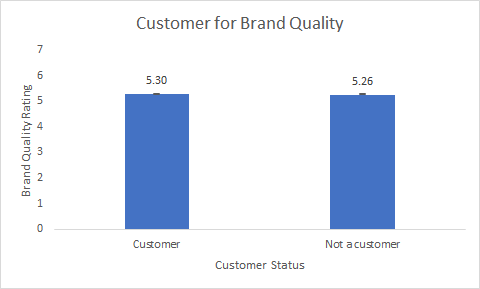 Customer for Brand Quality
Brand Quality Rating
7
6
5
4
3
2
1
0
5.30
5.26
Customer
Not a customer
Customer Status